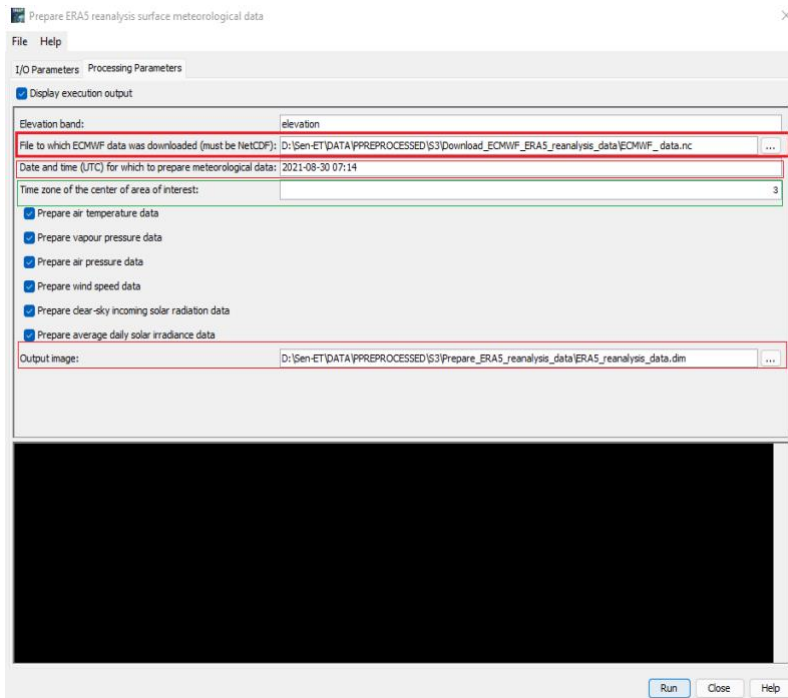 Prepare ERA5 reanalysis surface meteorological data
File Help
I/O Parameters Processing Parameters
Display execution output
Elevation band: elevation
File to which ECMWF data was downloaded (must be NetCDF): D:\Sen-ET\DATA\PPREPROCESSED\S3\Download_ECMWF_ERA5_reanalysis_data\ECMWF_ data.nc ...
Date and time (UTC) for which to prepare meteorological data: 2021-08-30 07:14
Time zone of the center of area of interest: 3
Prepare air temperature data
Prepare vapour pressure data
Prepare air pressure data
Prepare wind speed data
Prepare clear-sky incoming solar radiation data
Prepare average daily solar irradiance data
Output image: D:\Sen-ET\DATA\PPREPROCESSED\S3\Prepare_ERA5_reanalysis_data\ERA5_reanalysis_data.dim ...
Run Close Help